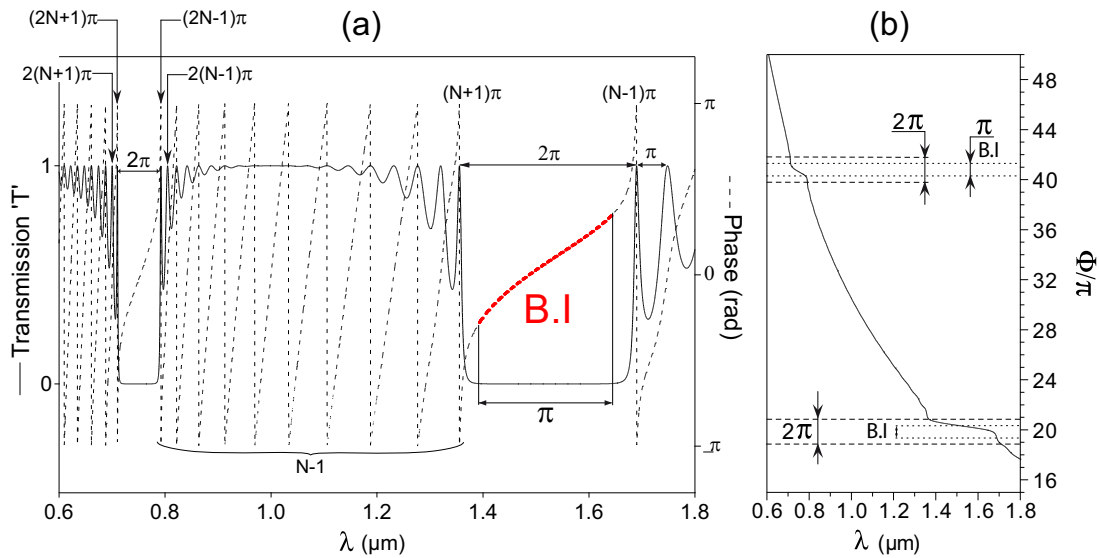 (a)
(2N+1)π
(2N-1)π
2(N+1)π
2(N-1)π
(N+1)π
(N-1)π
2π
2π
π
π
1
0
0
_π
— Transmission 'T'
-- Phase (rad)
B.I
π
N-1
0.6 0.8 1.0 1.2 1.4 1.6 1.8
λ (µm)
(b)
2π
π
B.I
2π
B.I
48
44
40
36
32
28
24
20
16
Φ/π
0.6 0.8 1.0 1.2 1.4 1.6 1.8
λ (µm)